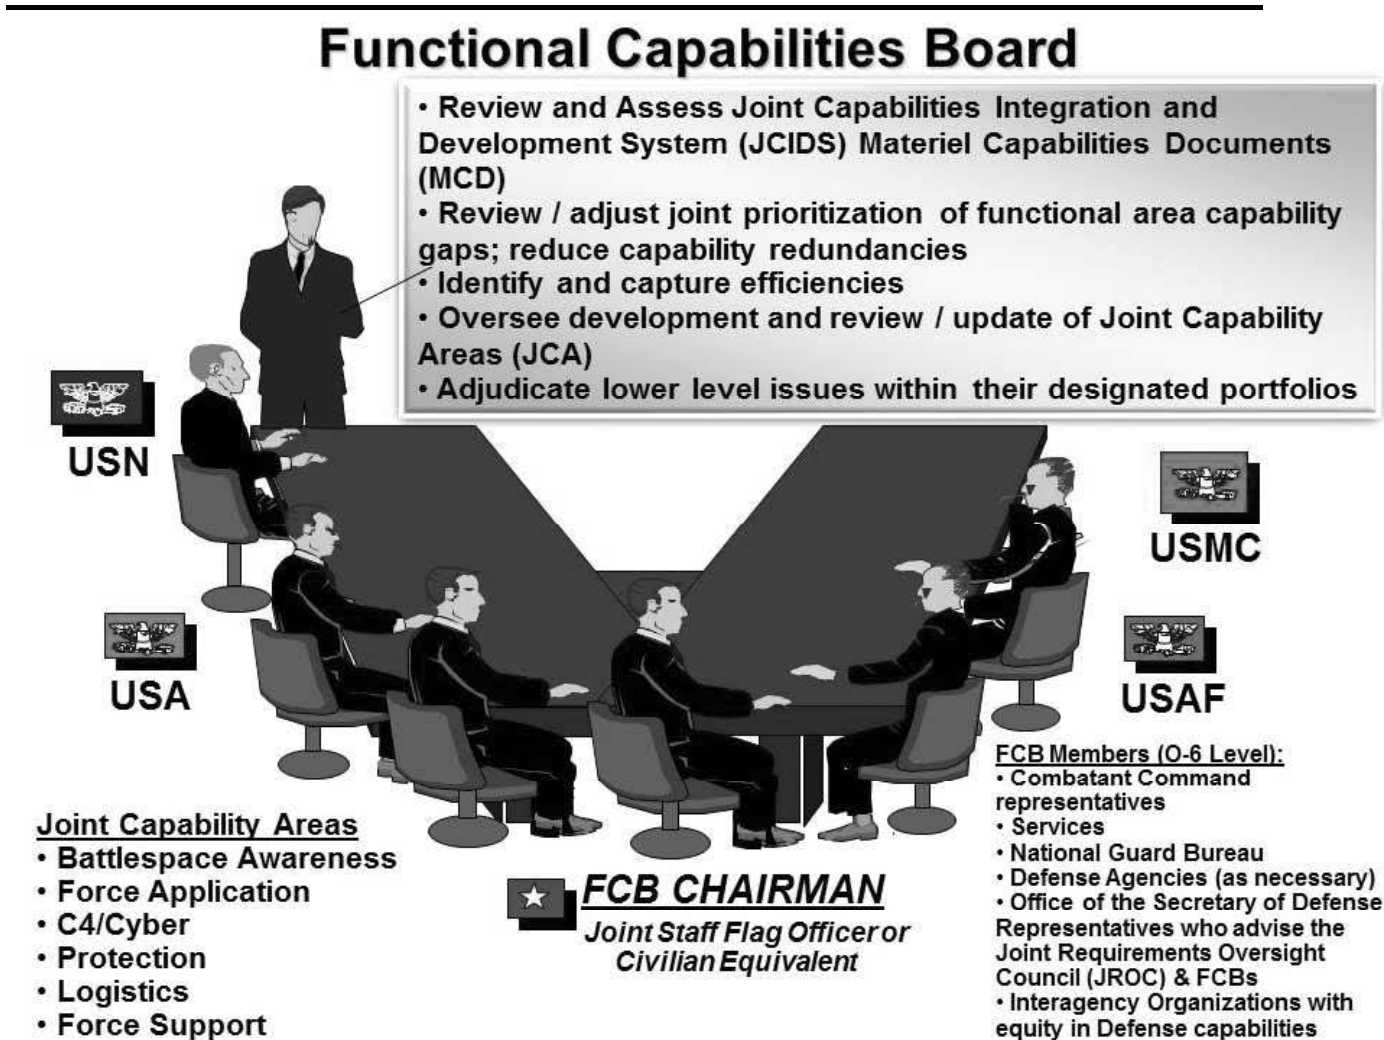 Functional Capabilities Board
• Review and Assess Joint Capabilities Integration and
Development System (JCIDS) Materiel Capabilities Documents
(MCD)
• Review / adjust joint prioritization of functional area capability
gaps; reduce capability redundancies
• Identify and capture efficiencies
• Oversee development and review / update of Joint Capability
Areas (JCA)
• Adjudicate lower level issues within their designated portfolios
USN
USMC
USA
USAF
Joint Capability Areas
• Battlespace Awareness
• Force Application
• C4/Cyber
• Protection
• Logistics
• Force Support
FCB CHAIRMAN
Joint Staff Flag Officer or
Civilian Equivalent
FCB Members (O-6 Level):
• Combatant Command
representatives
• Services
• National Guard Bureau
• Defense Agencies (as necessary)
• Office of the Secretary of Defense
Representatives who advise the
Joint Requirements Oversight
Council (JROC) & FCBs
• Interagency Organizations with
equity in Defense capabilities